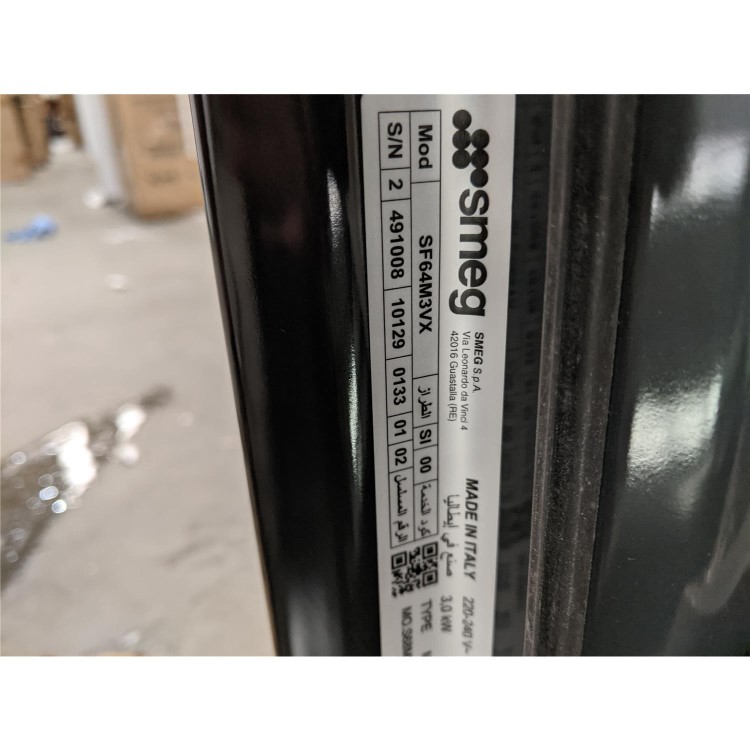 smeg
SMEG S.p.A.
Via Leonardo da Vinci 4
42016 Guastalla (RE)
MADE IN ITALY
صنع في إيطاليا
220-240 V~
3,0 kW
TYPE
Mod SF64M3VX الطراز SI 00 كود الخدمة
S/N 2 491008 10129 0133 01 02 الرقم المسلسل